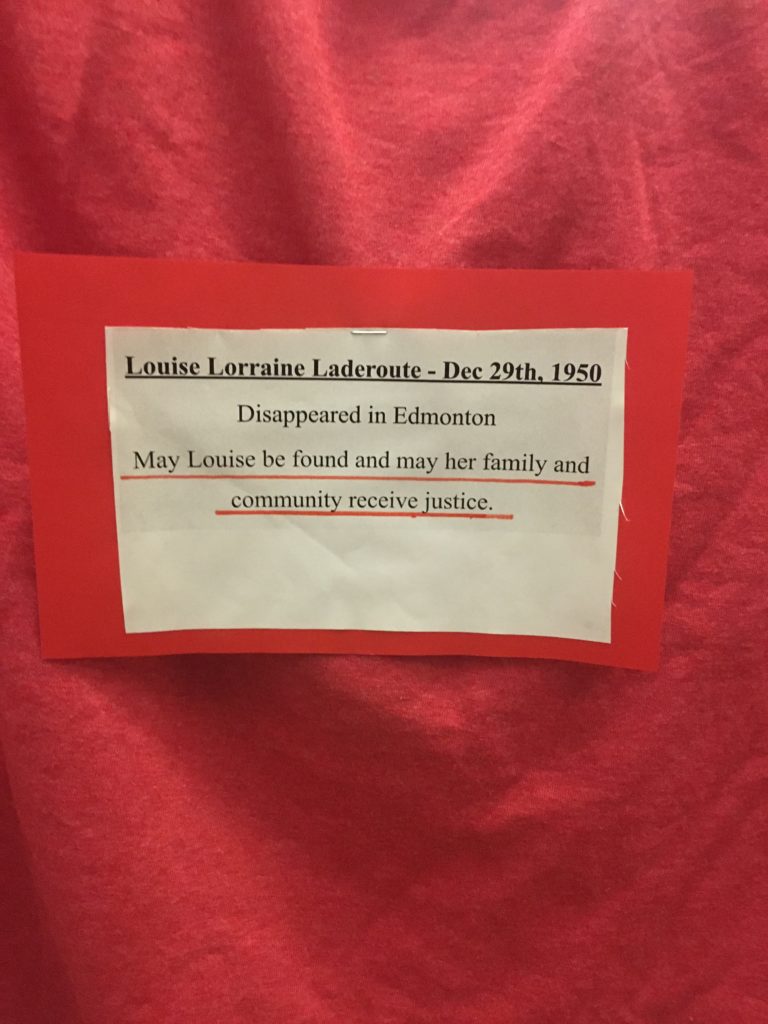 Louise Lorraine Laderoute - Dec 29th, 1950
Disappeared in Edmonton
May Louise be found and may her family and
community receive justice.